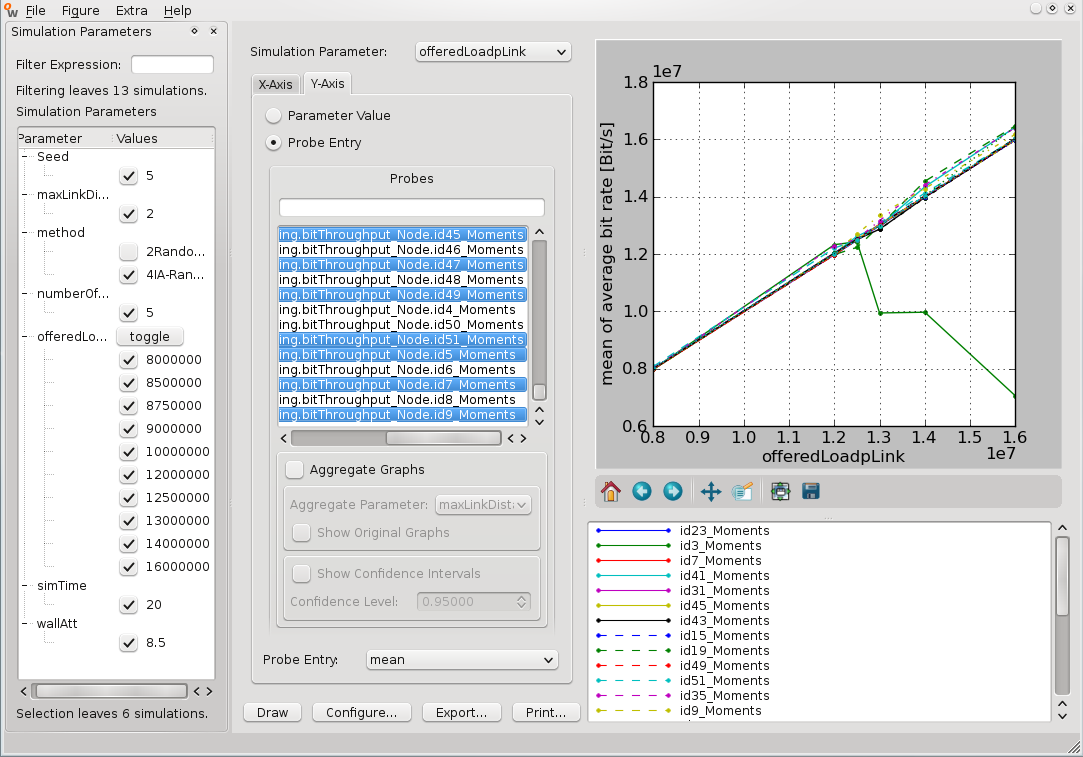 File Figure Extra Help
Simulation Parameters
Filter Expression:
Filtering leaves 13 simulations.
Simulation Parameters
Parameter Values
Seed
5
maxLinkDi...
2
method
2Rando...
4IA-Ran...
numberOf...
5
offeredLo... toggle
8000000
8500000
8750000
9000000
10000000
12000000
12500000
13000000
14000000
16000000
simTime
20
wallAtt
8.5
Selection leaves 6 simulations.
Simulation Parameter: offeredLoadpLink
X-Axis Y-Axis
Parameter Value
Probe Entry
Probes
ing.bitThroughput_Node.id45_Moments
ing.bitThroughput_Node.id46_Moments
ing.bitThroughput_Node.id47_Moments
ing.bitThroughput_Node.id48_Moments
ing.bitThroughput_Node.id49_Moments
ing.bitThroughput_Node.id4_Moments
ing.bitThroughput_Node.id50_Moments
ing.bitThroughput_Node.id51_Moments
ing.bitThroughput_Node.id5_Moments
ing.bitThroughput_Node.id6_Moments
ing.bitThroughput_Node.id7_Moments
ing.bitThroughput_Node.id8_Moments
ing.bitThroughput_Node.id9_Moments
Aggregate Graphs
Aggregate Parameter: maxLinkDist
Show Original Graphs
Show Confidence Intervals
Confidence Level: 0.95000
Probe Entry: mean
Draw Configure... Export... Print...
1e7
1.8
1.6
1.4
1.2
1.0
0.8
0.6
mean of average bit rate [Bit/s]
0.8 0.9 1.0 1.1 1.2 1.3 1.4 1.5 1.6
offeredLoadpLink 1e7
id23_Moments
id3_Moments
id7_Moments
id41_Moments
id31_Moments
id45_Moments
id43_Moments
id15_Moments
id19_Moments
id49_Moments
id51_Moments
id35_Moments
id9_Moments